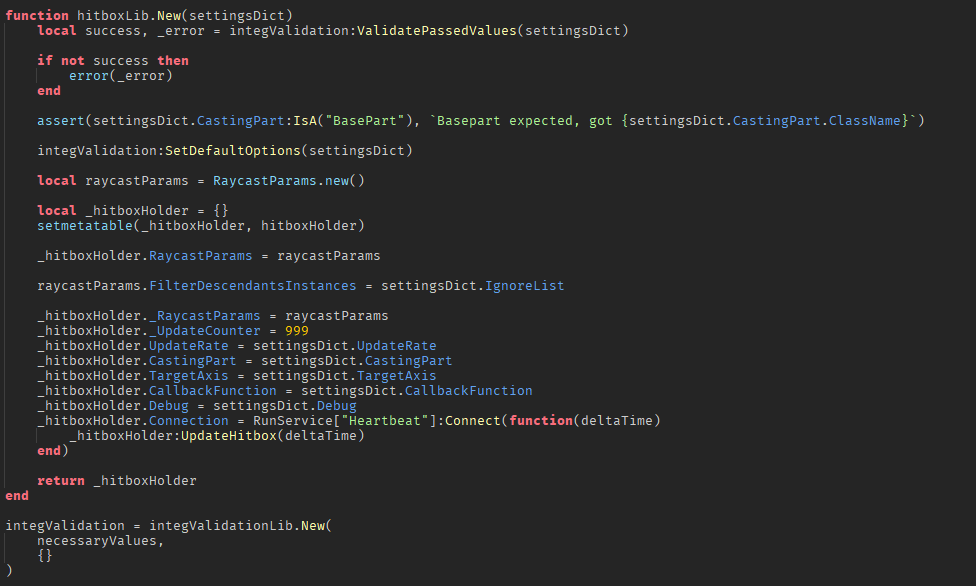 function hitboxLib.New(settingsDict)
    local success, _error = integValidation:ValidatePassedValues(settingsDict)
    if not success then
        error(_error)
    end
    assert(settingsDict.CastingPart:IsA("BasePart"), `Basepart expected, got {settingsDict.CastingPart.ClassName}`)
    integValidation:SetDefaultOptions(settingsDict)
    local raycastParams = RaycastParams.new()
    local _hitboxHolder = {}
    setmetatable(_hitboxHolder, hitboxHolder)
    _hitboxHolder.RaycastParams = raycastParams
    raycastParams.FilterDescendantsInstances = settingsDict.IgnoreList
    _hitboxHolder._RaycastParams = raycastParams
    _hitboxHolder._UpdateCounter = 999
    _hitboxHolder.UpdateRate = settingsDict.UpdateRate
    _hitboxHolder.CastingPart = settingsDict.CastingPart
    _hitboxHolder.TargetAxis = settingsDict.TargetAxis
    _hitboxHolder.CallbackFunction = settingsDict.CallbackFunction
    _hitboxHolder.Debug = settingsDict.Debug
    _hitboxHolder.Connection = RunService["Heartbeat"]:Connect(function(deltaTime)
        _hitboxHolder:UpdateHitbox(deltaTime)
    end)
    return _hitboxHolder
end
integValidation = integValidationLib.New(
    necessaryValues,
    {}
)